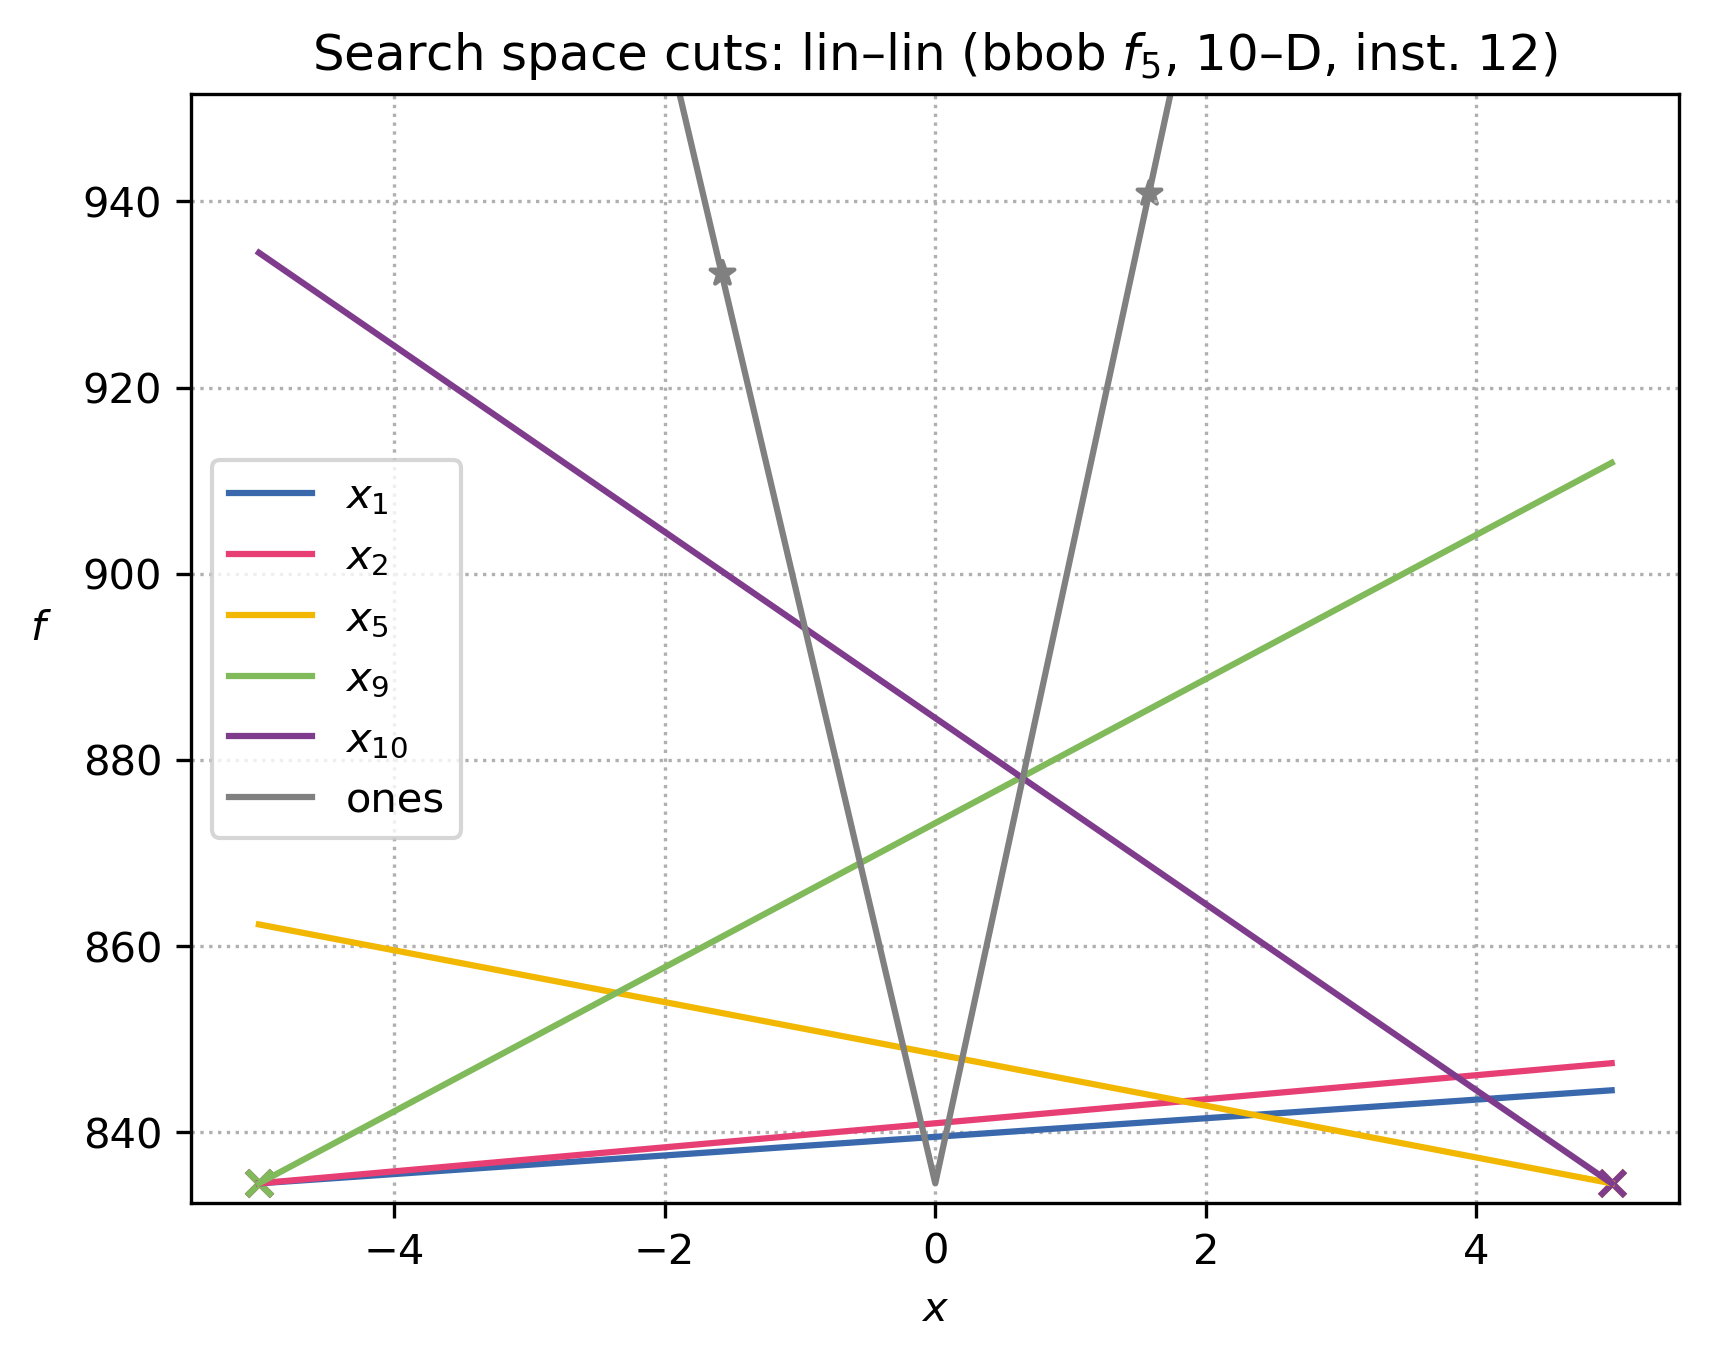 Search space cuts: lin–lin (bbob f₅, 10–D, inst. 12)
940
920
900
880
860
840
f
x₁
x₂
x₅
x₉
x₁₀
ones
−4 −2 0 2 4
x